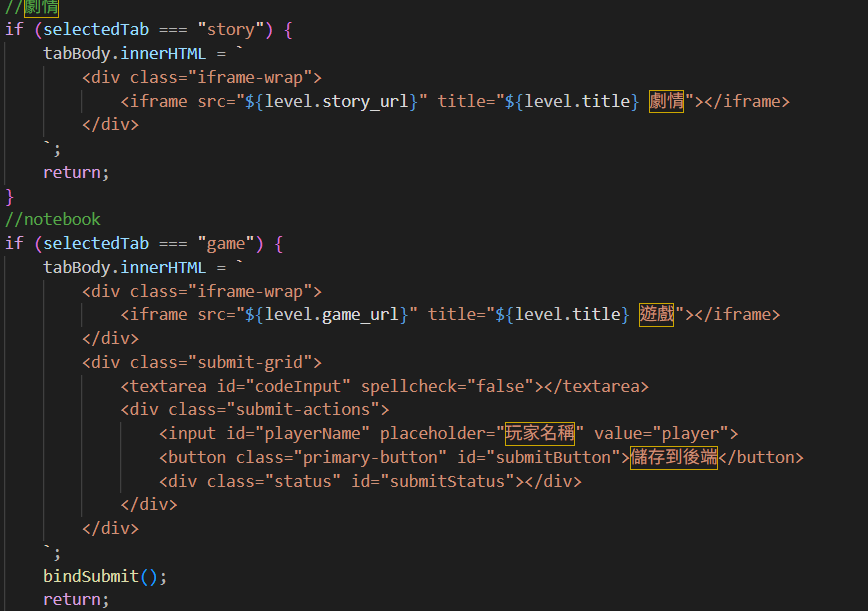 //劇情
if (selectedTab === "story") {
    tabBody.innerHTML = `
        <div class="iframe-wrap">
            <iframe src="${level.story_url}" title="${level.title} 劇情"></iframe>
        </div>
    `;
    return;
}
//notebook
if (selectedTab === "game") {
    tabBody.innerHTML = `
        <div class="iframe-wrap">
            <iframe src="${level.game_url}" title="${level.title} 遊戲"></iframe>
        </div>
        <div class="submit-grid">
            <textarea id="codeInput" spellcheck="false"></textarea>
            <div class="submit-actions">
                <input id="playerName" placeholder="玩家名稱" value="player">
                <button class="primary-button" id="submitButton">儲存到後端</button>
                <div class="status" id="submitStatus"></div>
            </div>
        </div>
    `;
    bindSubmit();
    return;